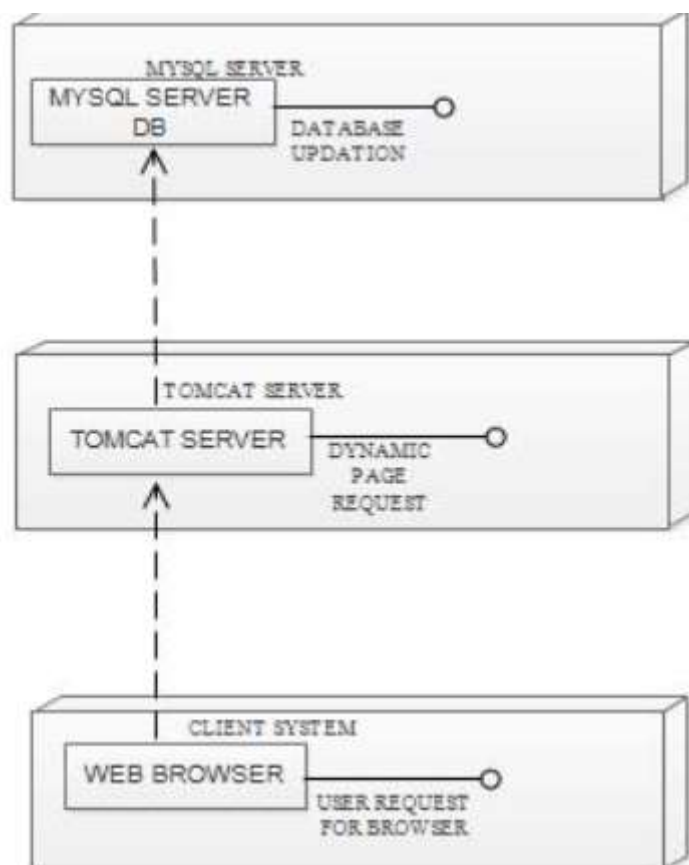 MYSQL SERVER
MYSQL SERVER
DB
DATABASE
UPDATION
TOMCAT SERVER
TOMCAT SERVER
DYNAMIC
PAGE
REQUEST
CLIENT SYSTEM
WEB BROWSER
USER REQUEST
FOR BROWSER